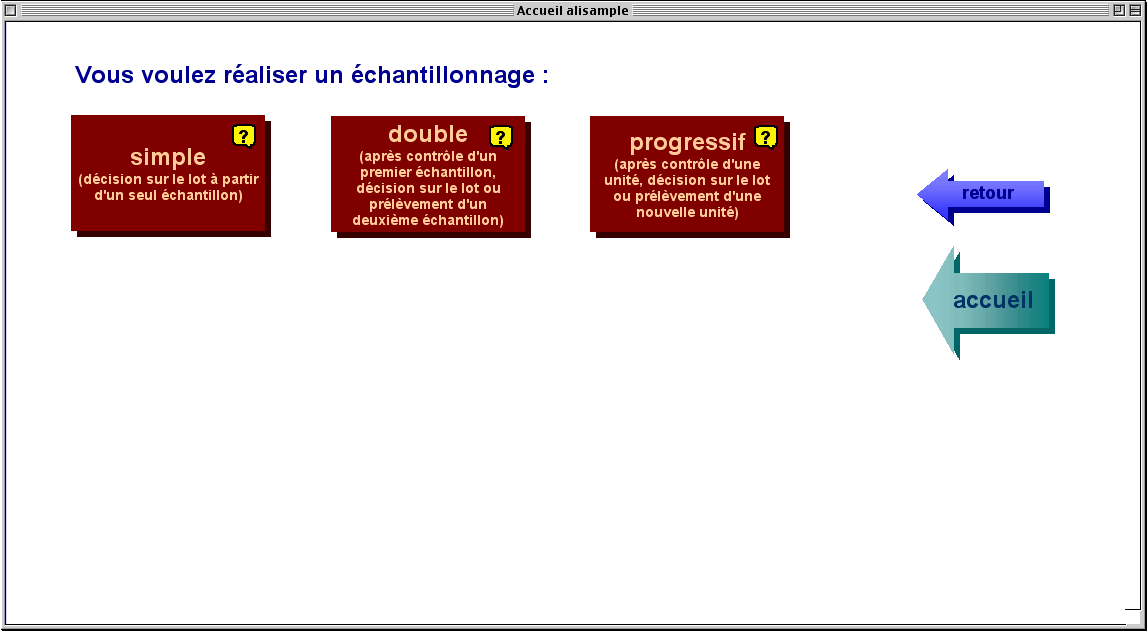 Accueil alisample
Vous voulez réaliser un échantillonnage :
?
simple
(décision sur le lot à partir
d'un seul échantillon)
?
double
(après contrôle d'un
premier échantillon,
décision sur le lot ou
prélèvement d'un
deuxième échantillon)
?
progressif
(après contrôle d'une
unité, décision sur le lot
ou prélèvement d'une
nouvelle unité)
retour
accueil